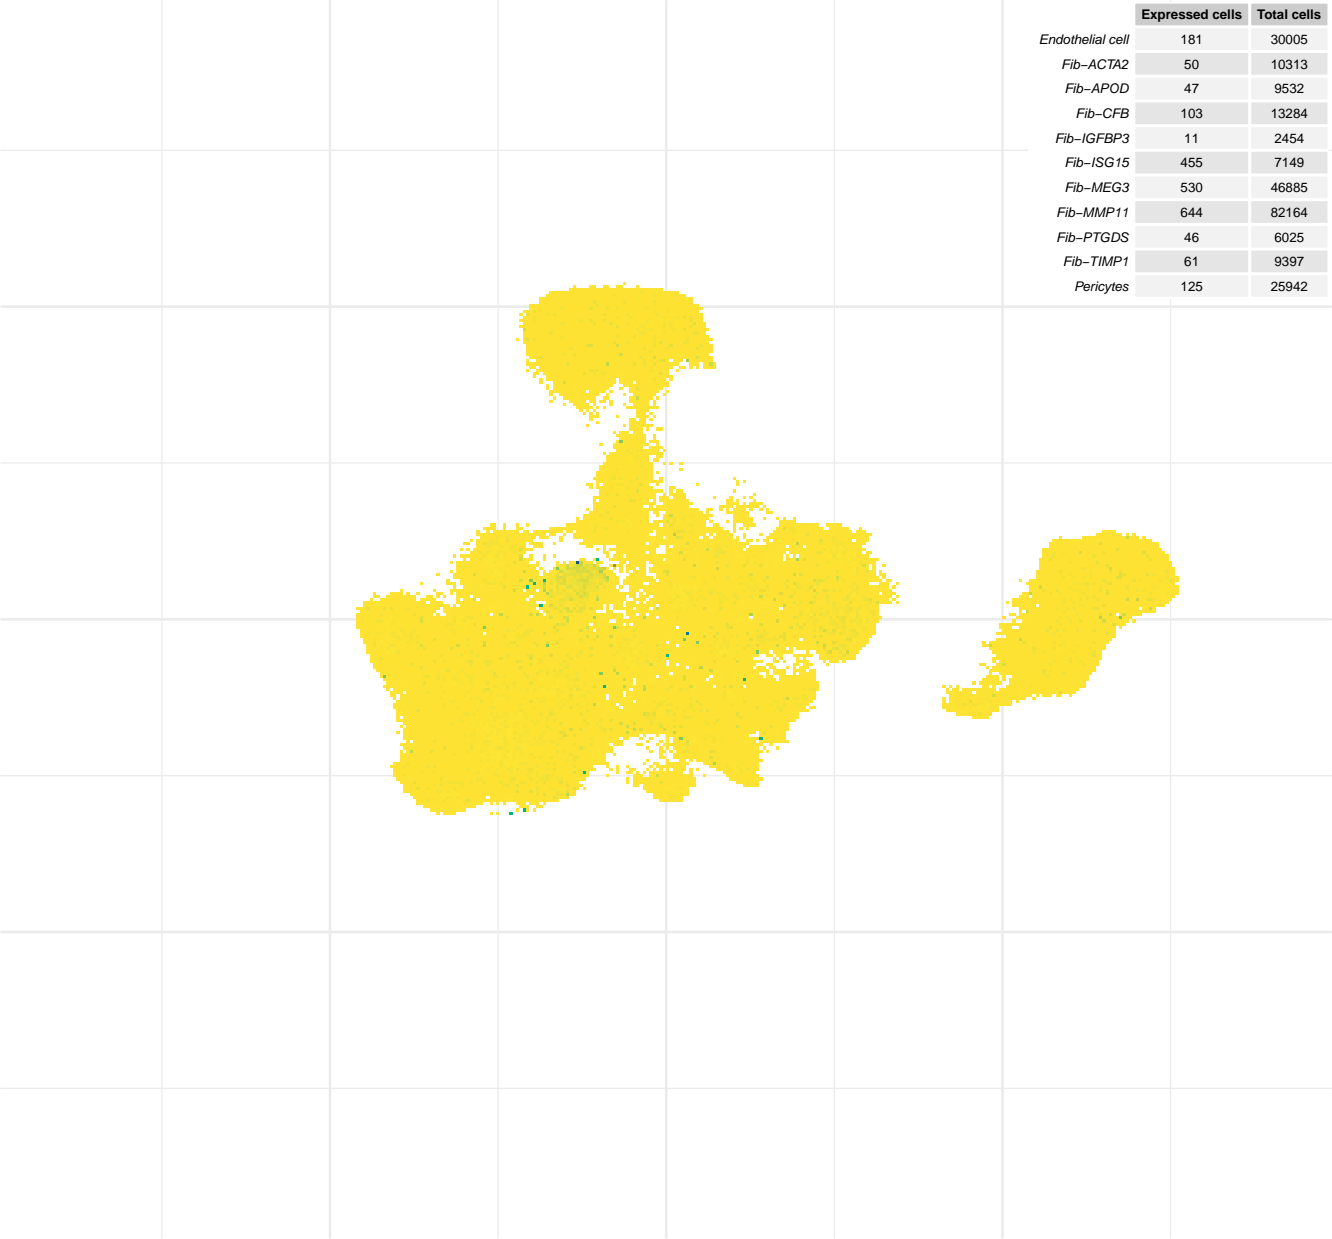 Expressed cells Total cells
Endothelial cell 181 30005
Fib−ACTA2 50 10313
Fib−APOD 47 9532
Fib−CFB 103 13284
Fib−IGFBP3 11 2454
Fib−ISG15 455 7149
Fib−MEG3 530 46885
Fib−MMP11 644 82164
Fib−PTGDS 46 6025
Fib−TIMP1 61 9397
Pericytes 125 25942